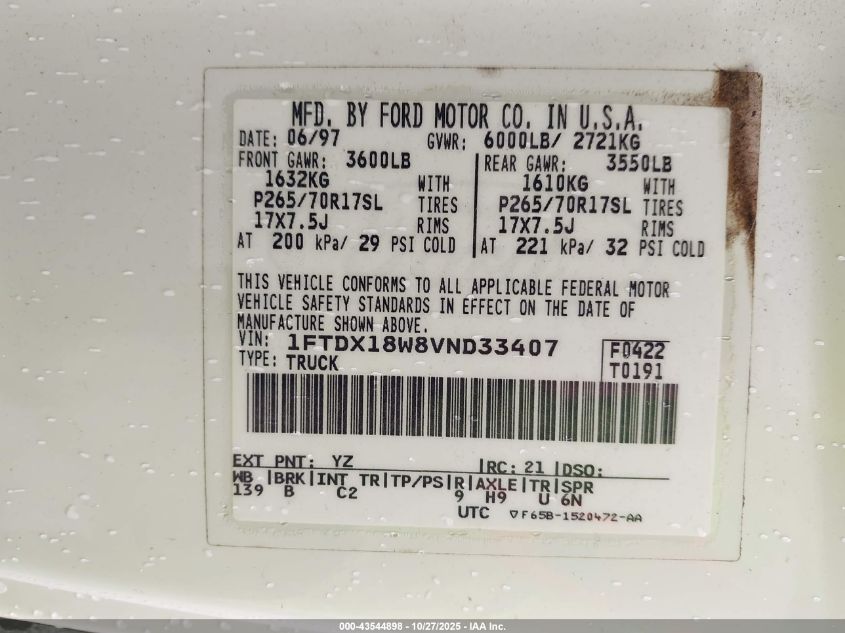 MFD. BY FORD MOTOR CO. IN U.S.A.
DATE: 06/97 GVWR: 6000LB/ 2721KG
FRONT GAWR: 3600LB REAR GAWR: 3550LB
1632KG WITH 1610KG WITH
P265/70R17SL TIRES P265/70R17SL TIRES
17X7.5J RIMS 17X7.5J RIMS
AT 200 kPa/ 29 PSI COLD AT 221 kPa/ 32 PSI COLD
THIS VEHICLE CONFORMS TO ALL APPLICABLE FEDERAL MOTOR
VEHICLE SAFETY STANDARDS IN EFFECT ON THE DATE OF
MANUFACTURE SHOWN ABOVE.
VIN: 1FTDX18W8VND33407 F0422
TYPE: TRUCK T0191
EXT PNT: YZ RC: 21 DSO:
WB BRK INT TR TP/PS R AXLE TR SPR
139 B C2 9 H9 U 6N
UTC ▽F65B-1520472-AA
000-43544898 - 10/27/2025 - IAA Inc.